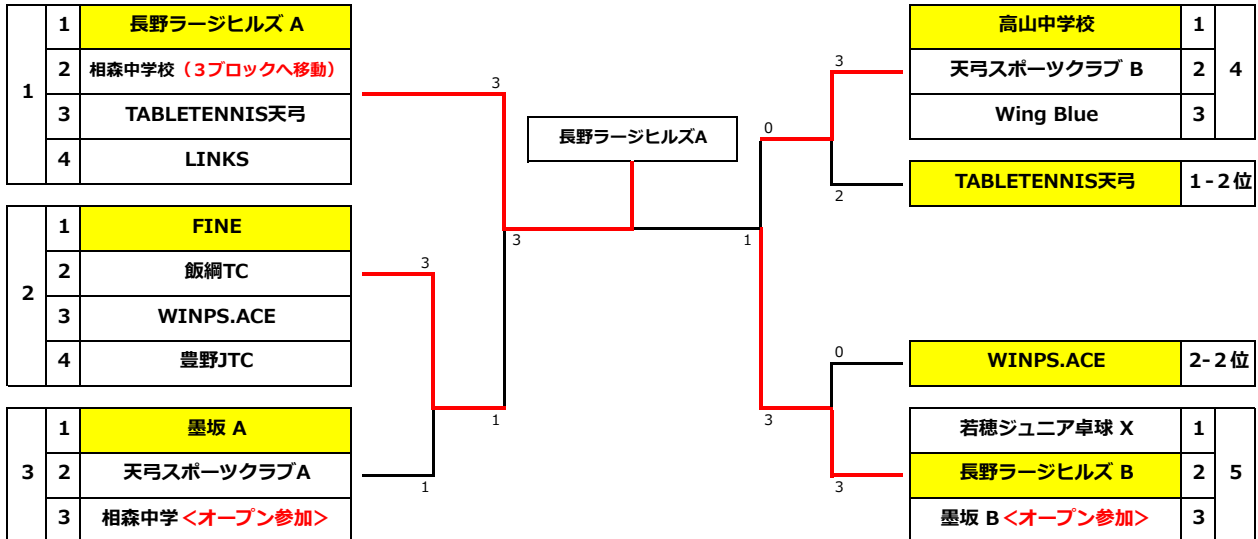 1
1 長野ラージヒルズ A
2 相森中学校（３ブロックへ移動）
3 TABLETENNIS天弓
4 LINKS
2
1 FINE
2 飯綱TC
3 WINPS.ACE
4 豊野JTC
3
1 墨坂 A
2 天弓スポーツクラブA
3 相森中学＜オープン参加＞
3
3
1
1
3
長野ラージヒルズA
1
0
3
2
0
3
3
高山中学校 1
天弓スポーツクラブ B 2
Wing Blue 3
4
TABLETENNIS天弓 1-２位
WINPS.ACE 2-２位
若穂ジュニア卓球 X 1
長野ラージヒルズ B 2
墨坂 B＜オープン参加＞ 3
5